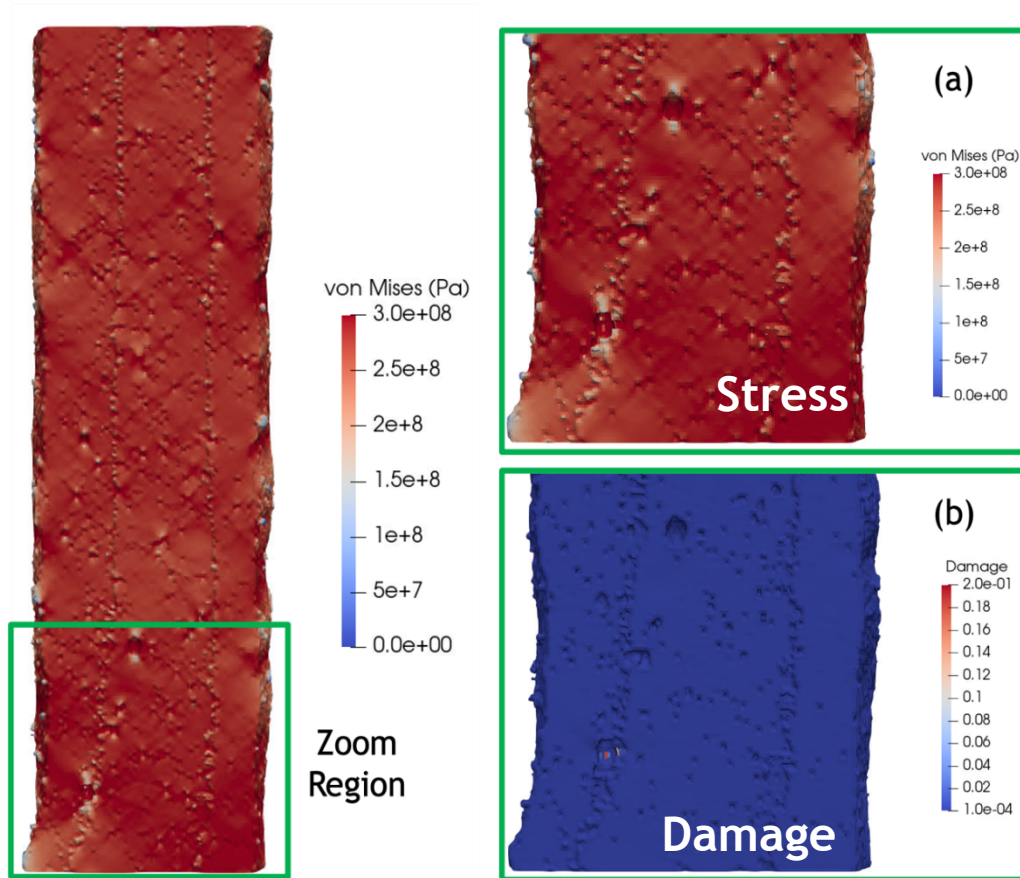 von Mises (Pa)
3.0e+08
2.5e+8
2e+8
1.5e+8
1e+8
5e+7
0.0e+00
Zoom
Region
(a)
von Mises (Pa)
3.0e+08
2.5e+8
2e+8
1.5e+8
1e+8
5e+7
0.0e+00
Stress
(b)
Damage
2.0e-01
0.18
0.16
0.14
0.12
0.1
0.08
0.06
0.04
0.02
1.0e-04
Damage